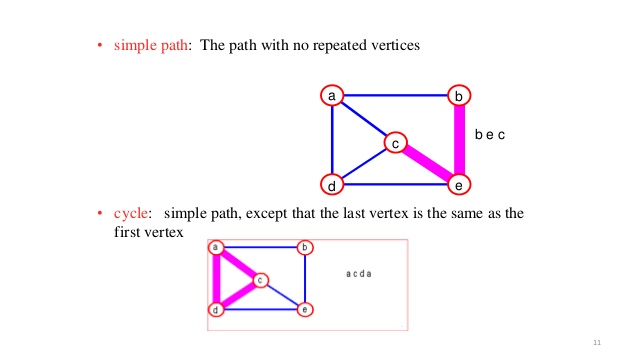 • simple path: The path with no repeated vertices
a
b
c
b e c
d
e
• cycle: simple path, except that the last vertex is the same as the
first vertex
a
b
c
a c d a
d
e
11